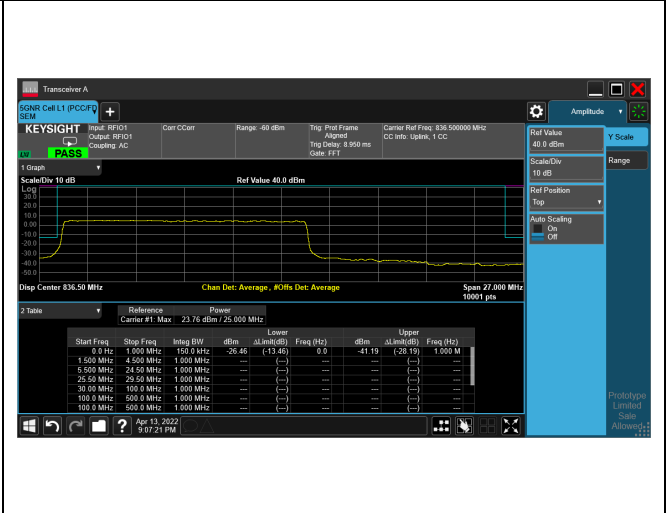 Transceiver A
5GNR Cell L1 (PCC/FD
SEM
Amplitude
KEYSIGHT
LW
PASS
Input: RFIO1
Output: RFIO1
Coupling: AC
Corr CCorr
Range: -60 dBm
Trig: Prot Frame
Aligned
Trig Delay: 8.950 ms
Gate: FFT
Carrier Ref Freq: 836.500000 MHz
CC Info: Uplink, 1 CC
Ref Value
40.0 dBm
Scale/Div
10 dB
Ref Position
Top
Auto Scaling
On
Off
Y Scale
Range
1 Graph
Scale/Div 10 dB
Ref Value 40.0 dBm
Log
30.0
20.0
10.0
0.00
-10.0
-20.0
-30.0
-40.0
-50.0
Disp Center 836.50 MHz
Chan Det: Average , #Offs Det: Average
Span 27.000 MHz
10001 pts
2 Table
Reference Power
Carrier #1: Max 23.76 dBm / 25.000 MHz
Lower Upper
Start Freq Stop Freq Integ BW dBm ΔLimit(dB) Freq (Hz) dBm ΔLimit(dB) Freq (Hz)
0.0 Hz 1.000 MHz 150.0 kHz -26.46 (-13.46) 0.0 -41.19 (-28.19) 1.000 M
1.500 MHz 4.500 MHz 1.000 MHz --- (---) --- --- (---) ---
5.500 MHz 24.50 MHz 1.000 MHz --- (---) --- --- (---) ---
25.50 MHz 29.50 MHz 1.000 MHz --- (---) --- --- (---) ---
30.00 MHz 100.0 MHz 1.000 MHz --- (---) --- --- (---) ---
100.0 MHz 500.0 MHz 1.000 MHz --- (---) --- --- (---) ---
100.0 MHz 500.0 MHz 1.000 MHz --- (---) --- --- (---) ---
Prototype
Limited
Sale
Allowed
?
Apr 13, 2022
9:07:21 PM